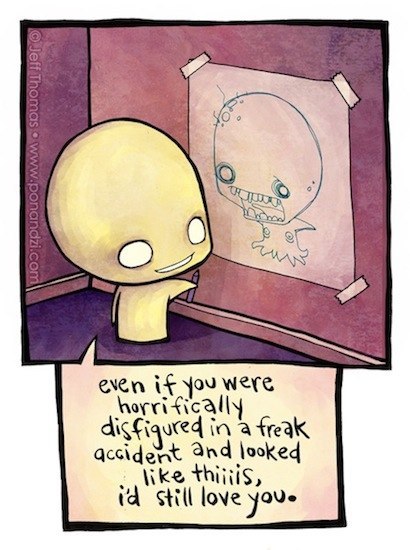 © Jeff Thomas • www.ponandzi.com
even if you were
horrifically
disfigured in a freak
accident and looked
like thiiiis,
i'd still love you.